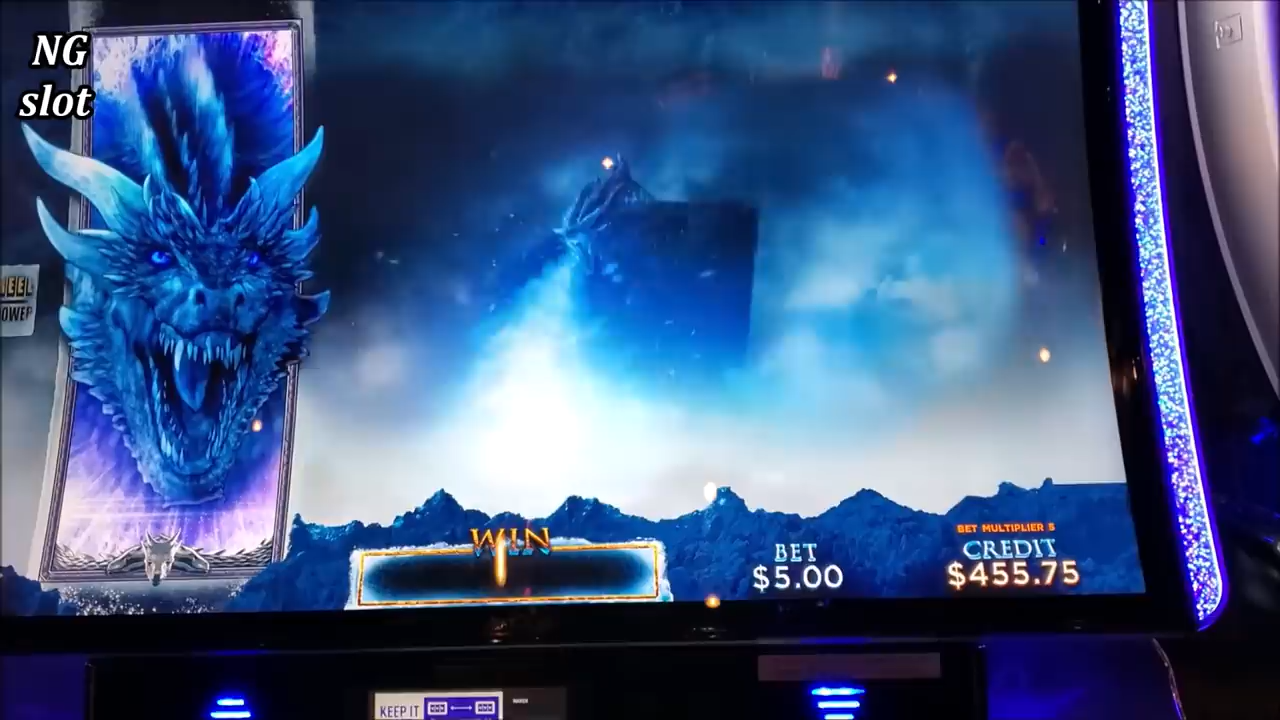 NG
slot
WIN
BET
$5.00
BET MULTIPLIER 5
CREDIT
$455.75
KEEP IT